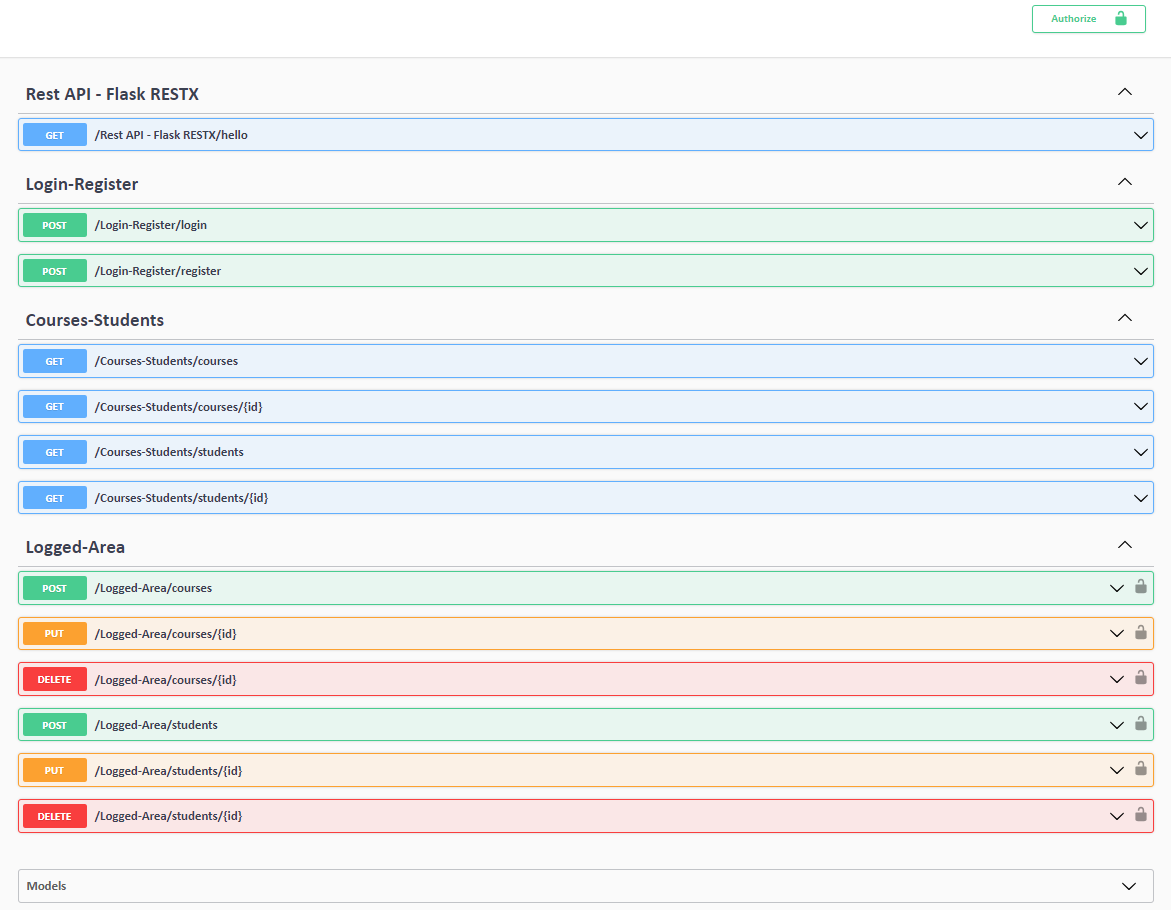 Authorize
Rest API - Flask RESTX
GET /Rest API - Flask RESTX/hello
Login-Register
POST /Login-Register/login
POST /Login-Register/register
Courses-Students
GET /Courses-Students/courses
GET /Courses-Students/courses/{id}
GET /Courses-Students/students
GET /Courses-Students/students/{id}
Logged-Area
POST /Logged-Area/courses
PUT /Logged-Area/courses/{id}
DELETE /Logged-Area/courses/{id}
POST /Logged-Area/students
PUT /Logged-Area/students/{id}
DELETE /Logged-Area/students/{id}
Models